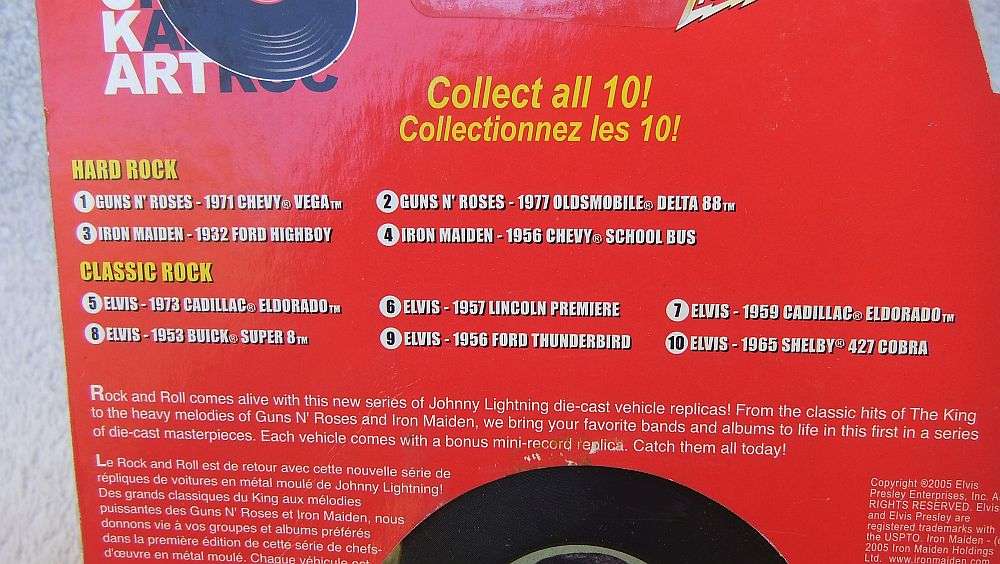 ART
Collect all 10!
Collectionnez les 10!
HARD ROCK
1 GUNS N' ROSES - 1971 CHEVY® VEGA™
2 GUNS N' ROSES - 1977 OLDSMOBILE® DELTA 88™
3 IRON MAIDEN - 1932 FORD HIGHBOY
4 IRON MAIDEN - 1956 CHEVY® SCHOOL BUS
CLASSIC ROCK
5 ELVIS - 1973 CADILLAC® ELDORADO™
6 ELVIS - 1957 LINCOLN PREMIERE
7 ELVIS - 1959 CADILLAC® ELDORADO™
8 ELVIS - 1953 BUICK® SUPER 8™
9 ELVIS - 1956 FORD THUNDERBIRD
10 ELVIS - 1965 SHELBY® 427 COBRA
Rock and Roll comes alive with this new series of Johnny Lightning die-cast vehicle replicas! From the classic hits of The King
to the heavy melodies of Guns N' Roses and Iron Maiden, we bring your favorite bands and albums to life in this first in a series
of die-cast masterpieces. Each vehicle comes with a bonus mini-record replica. Catch them all today!
Le Rock and Roll est de retour avec cette nouvelle série de
répliques de voitures en métal moulé de Johnny Lightning!
Des grands classiques du King aux mélodies
puissantes des Guns N' Roses et Iron Maiden, nous
donnons vie à vos groupes et albums préférés
dans la première édition de cette série de chefs-
d'œuvre en métal moulé. Chaque véhicule est
Copyright ©2005 Elvis
Presley Enterprises, Inc. A
RIGHTS RESERVED. Elvis
and Elvis Presley are
registered trademarks with
the USPTO. Iron Maiden - (c
2005 Iron Maiden Holdings
Ltd. www.ironmaiden.com